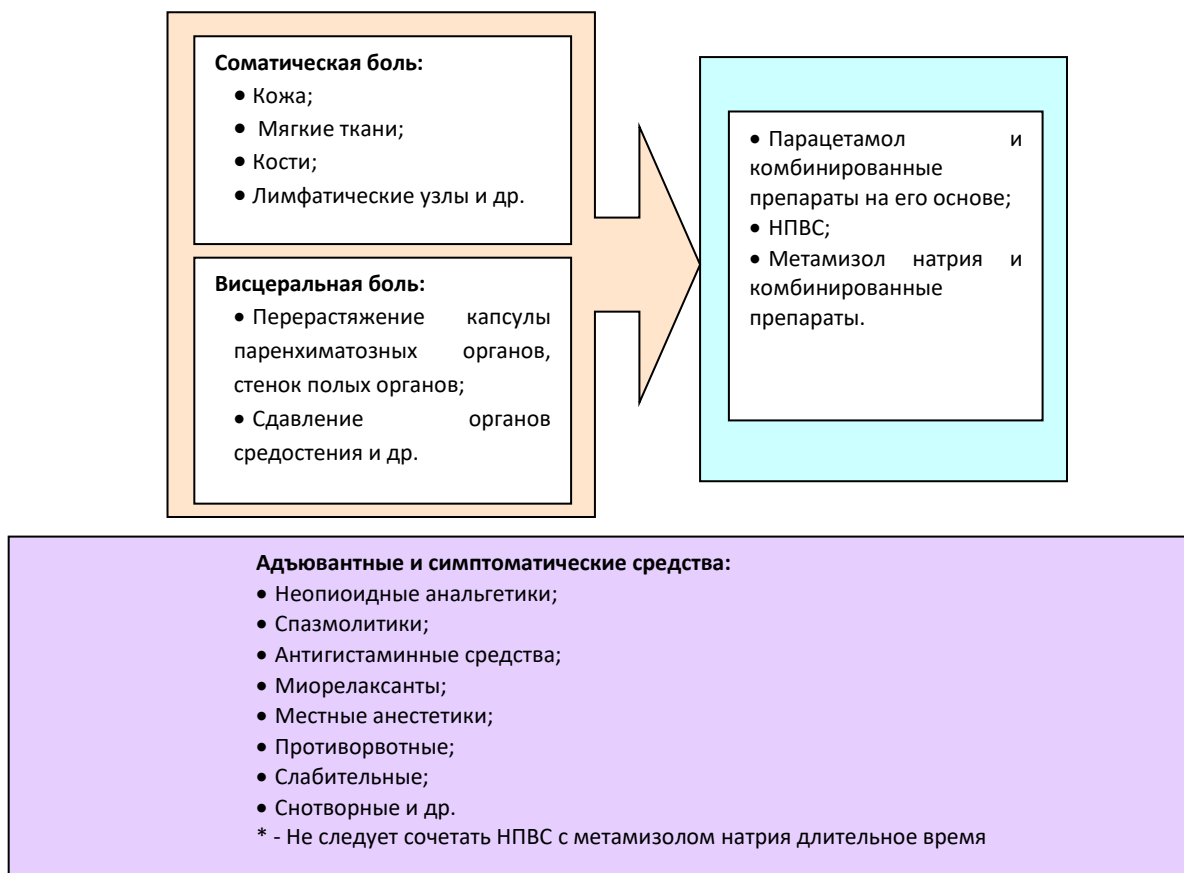 Соматическая боль:
• Кожа;
• Мягкие ткани;
• Кости;
• Лимфатические узлы и др.
Висцеральная боль:
• Перерастяжение капсулы
паренхиматозных органов,
стенок полых органов;
• Сдавление органов
средостения и др.
• Парацетамол и
комбинированные
препараты на его основе;
• НПВС;
• Метамизол натрия и
комбинированные
препараты.
Адъювантные и симптоматические средства:
• Неопиоидные анальгетики;
• Спазмолитики;
• Антигистаминные средства;
• Миорелаксанты;
• Местные анестетики;
• Противорвотные;
• Слабительные;
• Снотворные и др.
* - Не следует сочетать НПВС с метамизолом натрия длительное время